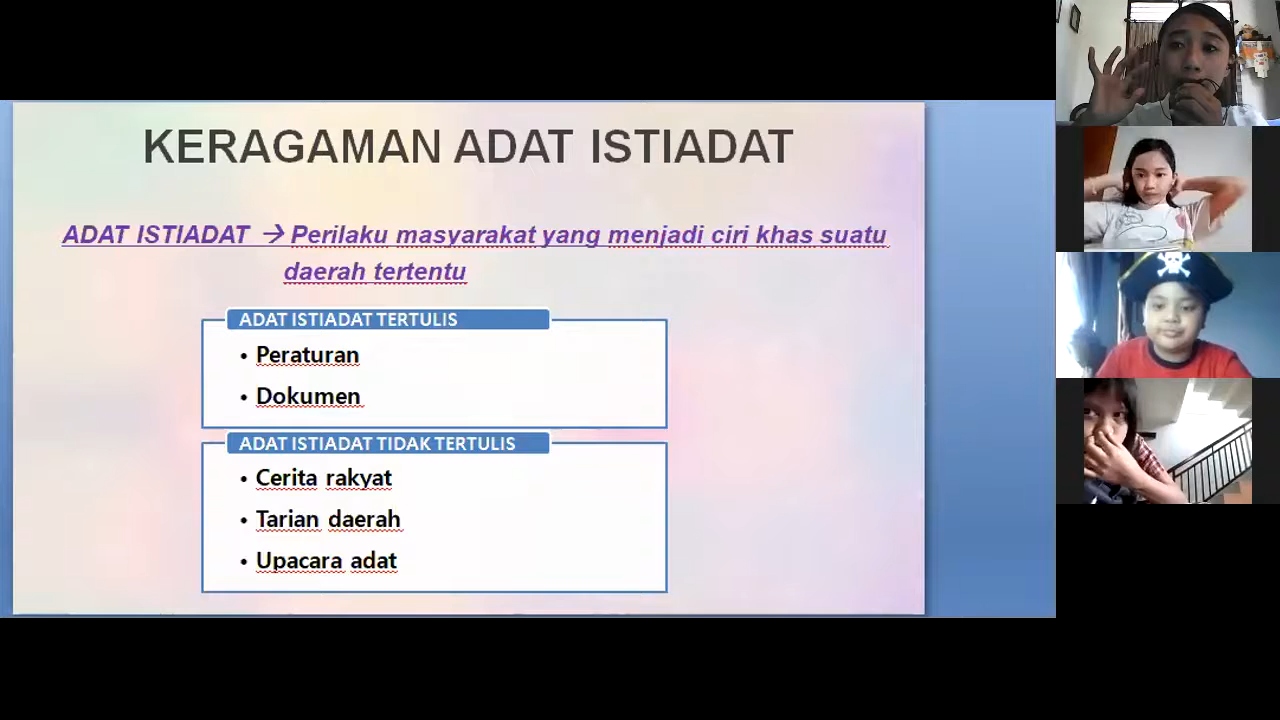 KERAGAMAN ADAT ISTIADAT
ADAT ISTIADAT → Perilaku masyarakat yang menjadi ciri khas suatu
daerah tertentu
ADAT ISTIADAT TERTULIS
• Peraturan
• Dokumen
ADAT ISTIADAT TIDAK TERTULIS
• Cerita rakyat
• Tarian daerah
• Upacara adat